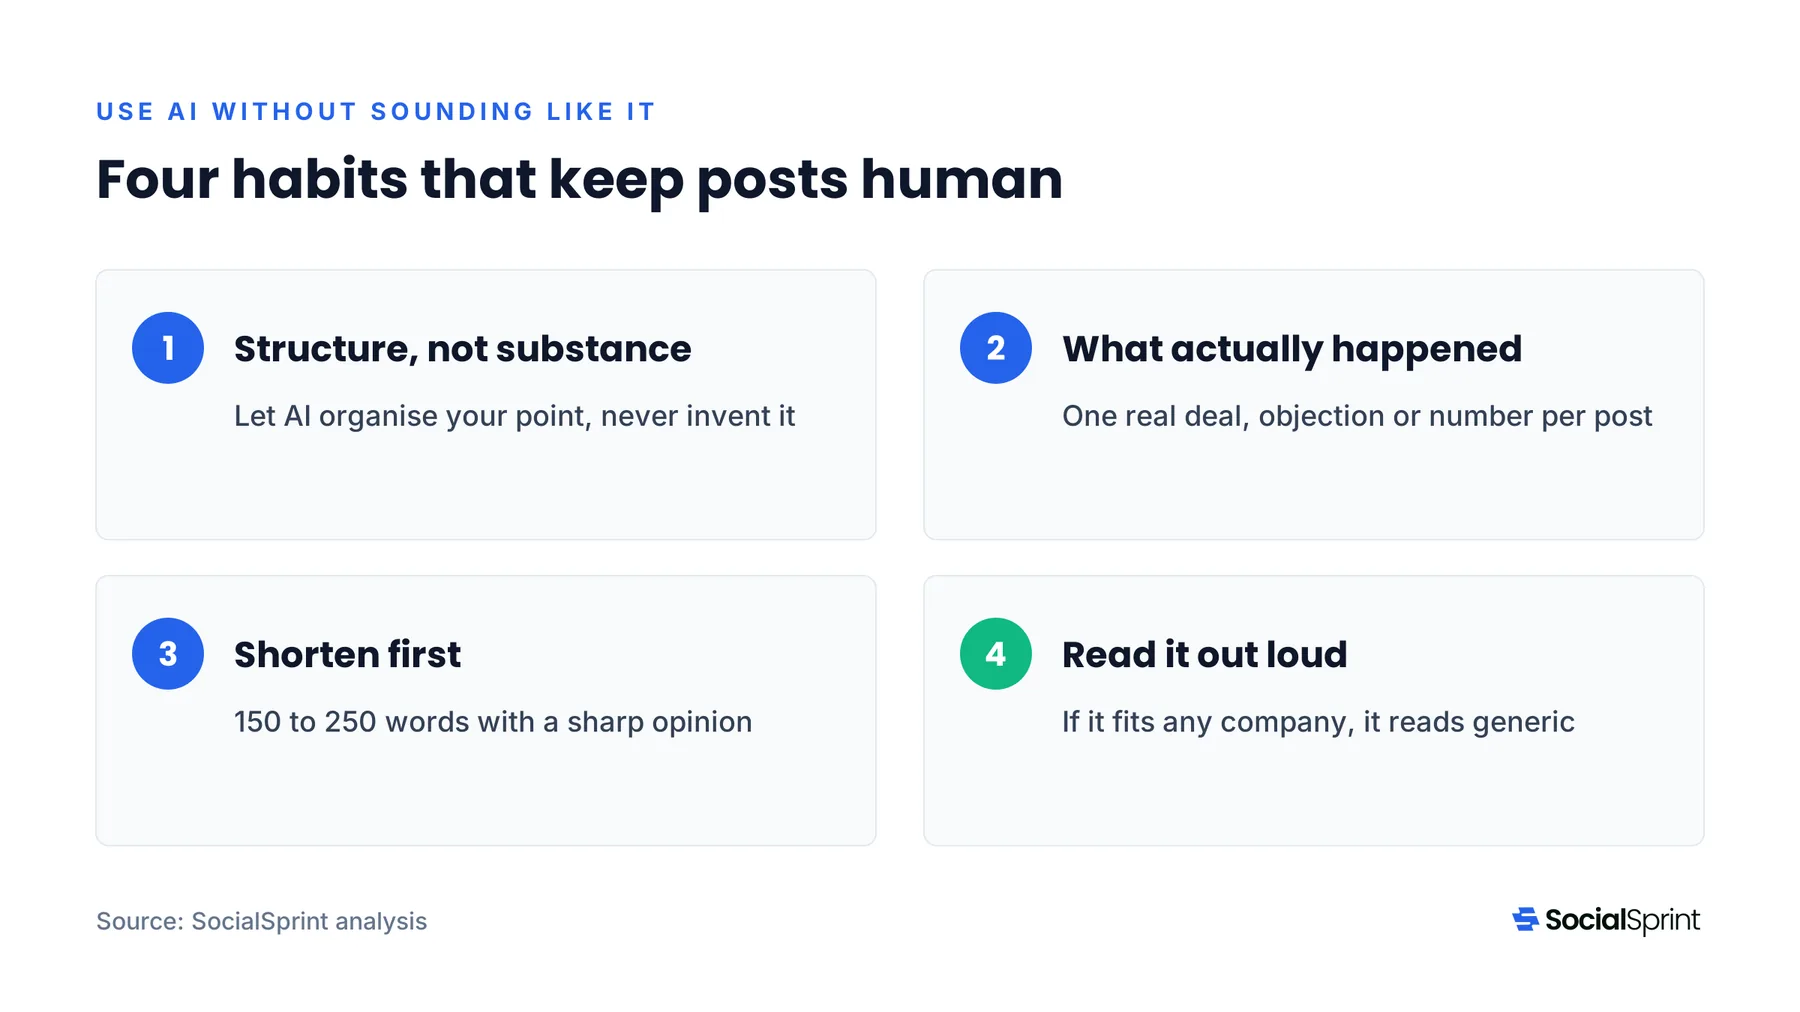 USE AI WITHOUT SOUNDING LIKE IT
Four habits that keep posts human
1
Structure, not substance
Let AI organise your point, never invent it
2
What actually happened
One real deal, objection or number per post
3
Shorten first
150 to 250 words with a sharp opinion
4
Read it out loud
If it fits any company, it reads generic
Source: SocialSprint analysis
SocialSprint